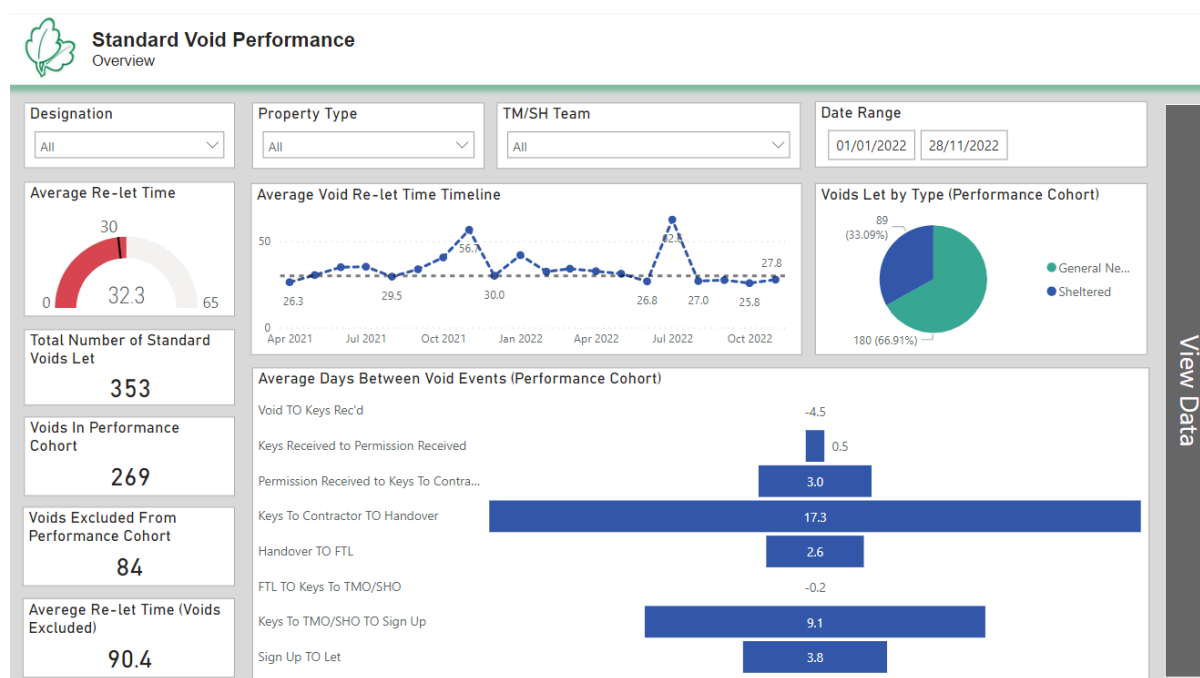 Standard Void Performance
Overview
Designation
All
Property Type
All
TM/SH Team
All
Date Range
01/01/2022
28/11/2022
Average Re-let Time
30
0
32.3
65
Average Void Re-let Time Timeline
50
0
26.3
29.5
56.7
30.0
26.8
62.8
27.0
25.8
27.8
Apr 2021
Jul 2021
Oct 2021
Jan 2022
Apr 2022
Jul 2022
Oct 2022
Voids Let by Type (Performance Cohort)
89
(33.09%)
180 (66.91%)
General Ne...
Sheltered
Total Number of Standard
Voids Let
353
Voids In Performance
Cohort
269
Voids Excluded From
Performance Cohort
84
Averege Re-let Time (Voids
Excluded)
90.4
Average Days Between Void Events (Performance Cohort)
Void TO Keys Rec'd
-4.5
Keys Received to Permission Received
0.5
Permission Received to Keys To Contra...
3.0
Keys To Contractor TO Handover
17.3
Handover TO FTL
2.6
FTL TO Keys To TMO/SHO
-0.2
Keys To TMO/SHO TO Sign Up
9.1
Sign Up TO Let
3.8
View Data